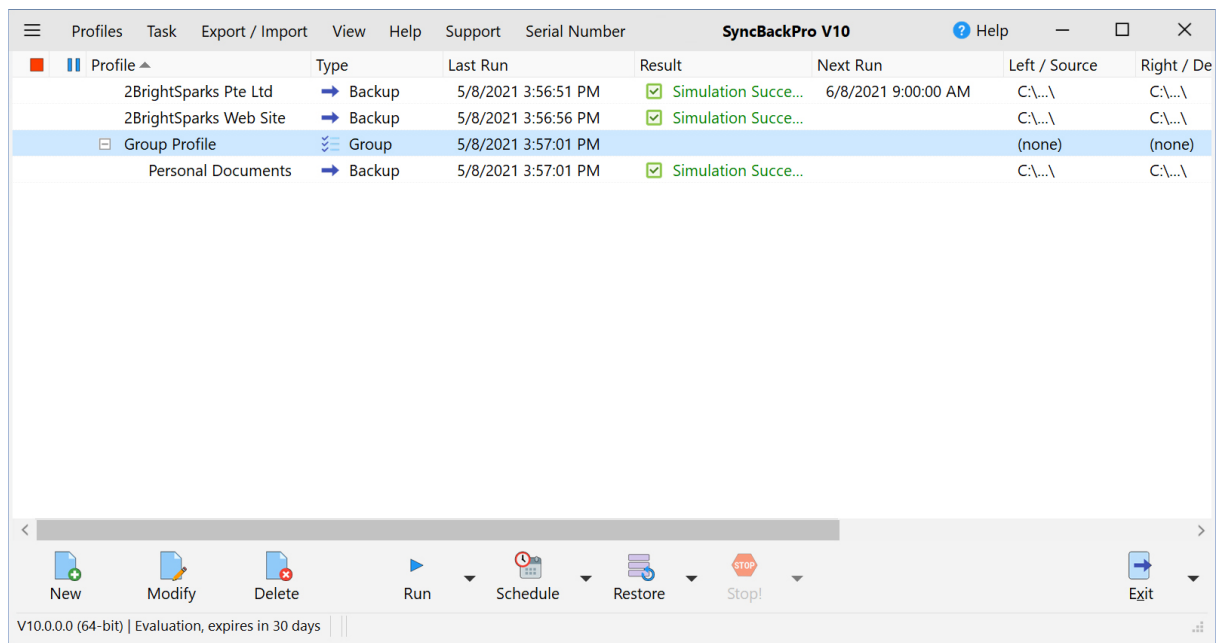 Profiles Task Export / Import View Help Support Serial Number SyncBackPro V10 ? Help
Profile Type Last Run Result Next Run Left / Source Right / De
2BrightSparks Pte Ltd Backup 5/8/2021 3:56:51 PM Simulation Succe... 6/8/2021 9:00:00 AM C:\...\ C:\...\
2BrightSparks Web Site Backup 5/8/2021 3:56:56 PM Simulation Succe... C:\...\ C:\...\
Group Profile Group 5/8/2021 3:57:01 PM (none) (none)
Personal Documents Backup 5/8/2021 3:57:01 PM Simulation Succe... C:\...\ C:\...\
STOP
New Modify Delete Run Schedule Restore Stop! Exit
V10.0.0.0 (64-bit) | Evaluation, expires in 30 days